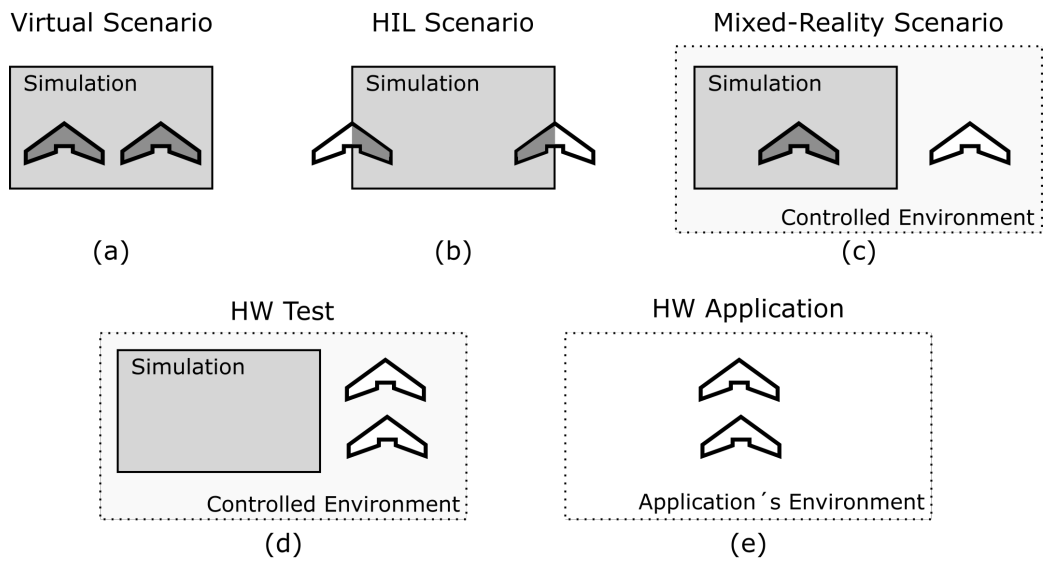 Virtual Scenario
HIL Scenario
Mixed-Reality Scenario
Simulation
Simulation
Simulation
Controlled Environment
(a)
(b)
(c)
HW Test
HW Application
Simulation
Controlled Environment
Application´s Environment
(d)
(e)